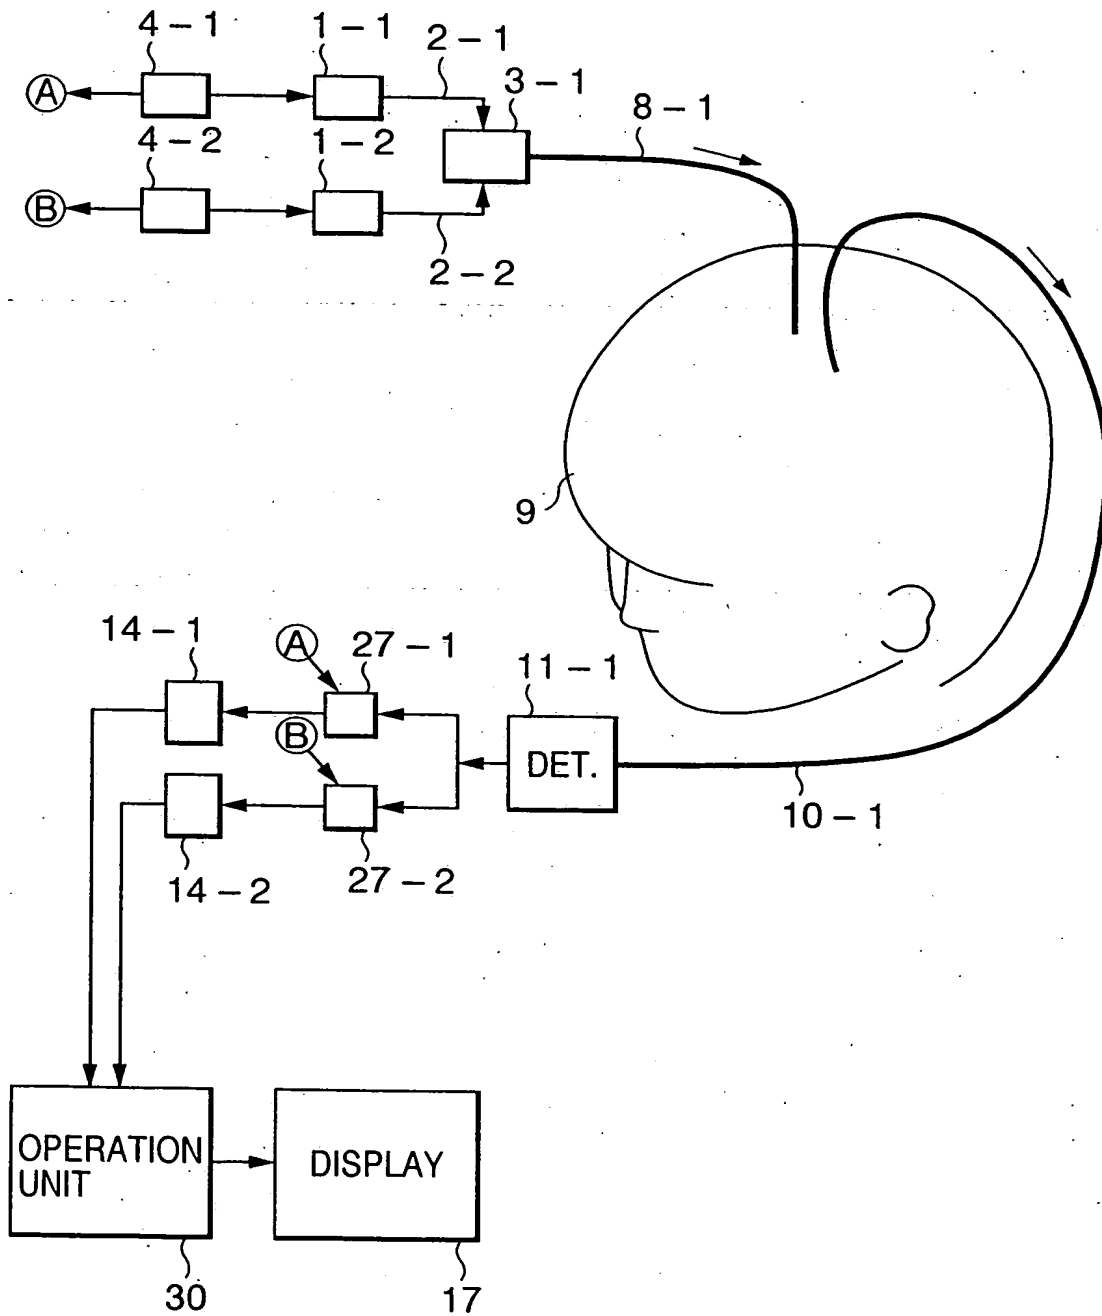 4-1
1-1
2-1
3-1
8-1
A
4-2
1-2
B
2-2
9
14-1
A
27-1
11-1
B
DET.
10-1
14-2
27-2
OPERATION
UNIT
DISPLAY
30
17